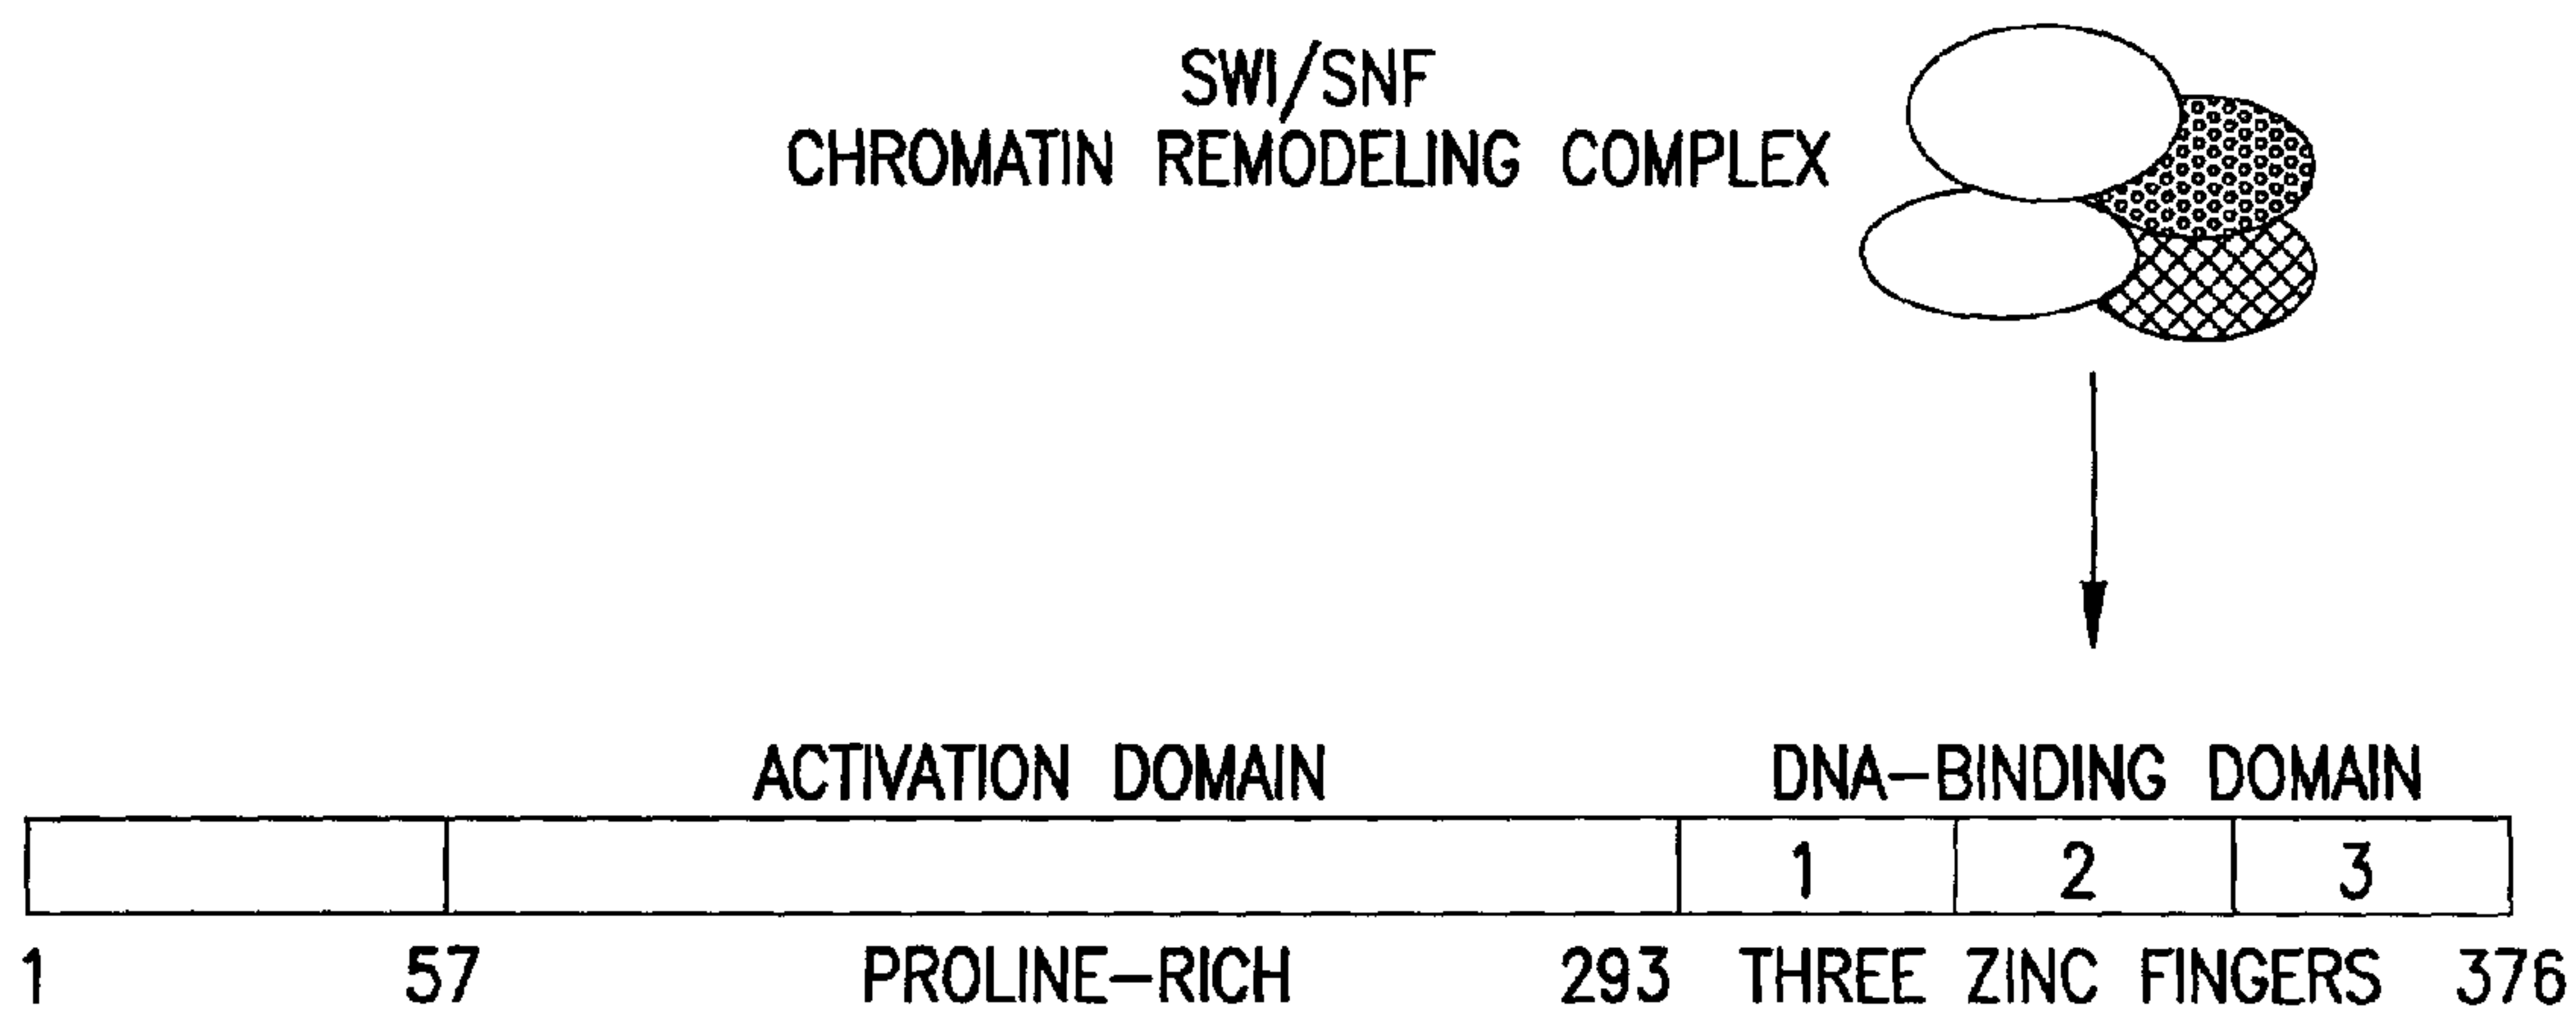 SWI/SNF
CHROMATIN REMODELING COMPLEX
ACTIVATION DOMAIN DNA-BINDING DOMAIN
1 2 3
1 57 PROLINE-RICH 293 THREE ZINC FINGERS 376